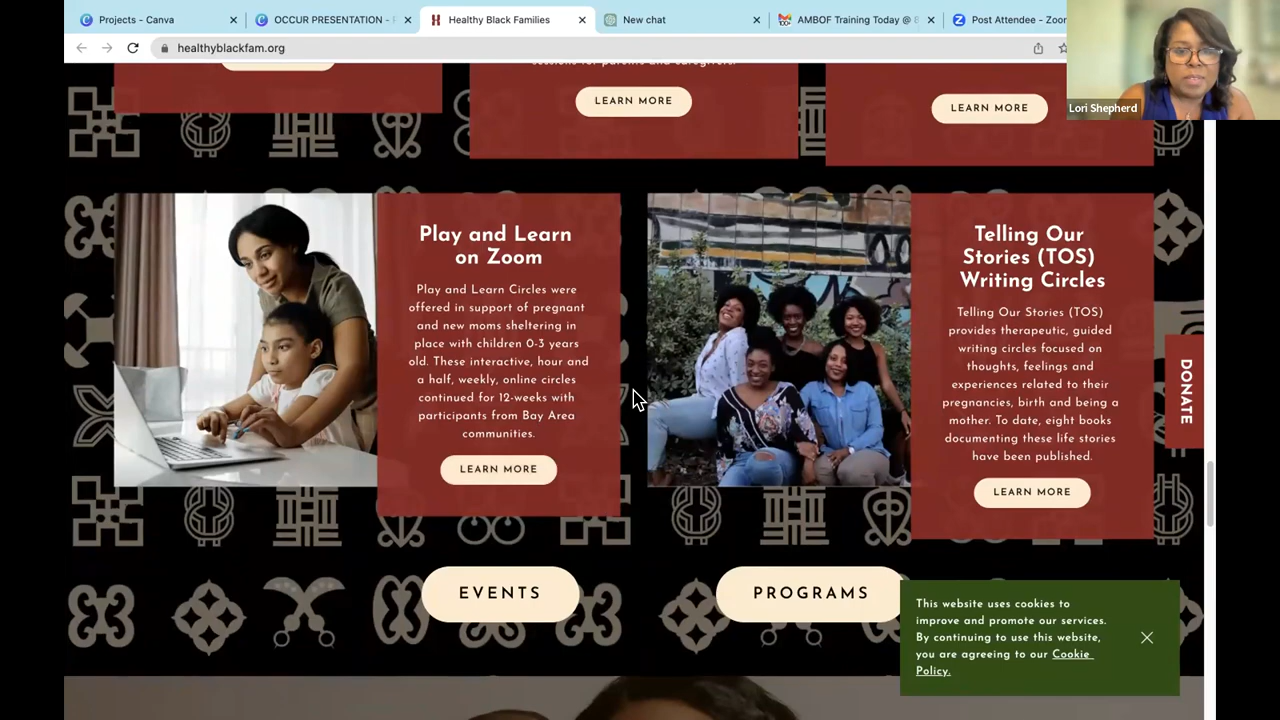 Projects - Canva
OCCUR PRESENTATION -
Healthy Black Families
New chat
AMBOF Training Today @
Post Attendee - Zoom
healthyblackfam.org
Lori Shepherd
sessions for parents and caregivers.
LEARN MORE
LEARN MORE
Play and Learn
on Zoom
Play and Learn Circles were
offered in support of pregnant
and new moms sheltering in
place with children 0-3 years
old. These interactive, hour and
a half, weekly, online circles
continued for 12-weeks with
participants from Bay Area
communities.
LEARN MORE
Telling Our
Stories (TOS)
Writing Circles
Telling Our Stories (TOS)
provides therapeutic, guided
writing circles focused on
thoughts, feelings and
experiences related to their
pregnancies, birth and being a
mother. To date, eight books
documenting these life stories
have been published.
LEARN MORE
DONATE
EVENTS
PROGRAMS
This website uses cookies to
improve and promote our services.
By continuing to use this website,
you are agreeing to our Cookie
Policy.